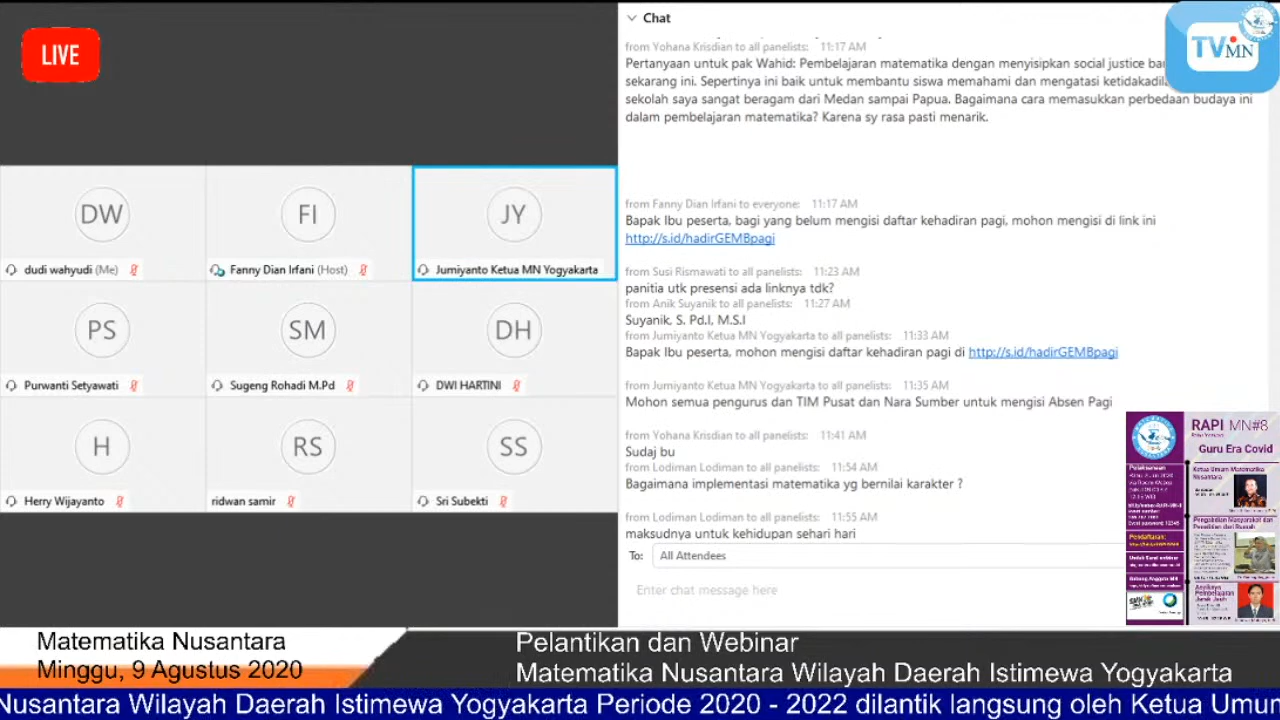 LIVE
Chat
from Yohana Krisdian to all panelists: 11:17 AM
Pertanyaan untuk pak Wahid: Pembelajaran matematika dengan menyisipkan social justice
sekarang ini. Sepertinya ini baik untuk membantu siswa memahami dan mengatasi
sekolah saya sangat beragam dari Medan sampai Papua. Bagaimana cara memasukkan perbedaan budaya ini
dalam pembelajaran matematika? Karena sy rasa pasti menarik.
TVMN
from Fanny Dian Irfani to everyone: 11:17 AM
Bapak Ibu peserta, bagi yang belum mengisi daftar kehadiran pagi, mohon mengisi di link ini
http://s.id/hadirGEMBpagi
from Susi Rismawati to all panelists: 11:23 AM
panitia utk presensi ada linknya tdk?
from Anik Suyanik to all panelists: 11:27 AM
Suyanik, S. Pd.I, M.S.I
from Jumiyanto Ketua MN Yogyakarta to all panelists: 11:33 AM
Bapak Ibu peserta, mohon mengisi daftar kehadiran pagi di http://s.id/hadirGEMBpagi
from Jumiyanto Ketua MN Yogyakarta to all panelists: 11:35 AM
Mohon semua pengurus dan TIM Pusat dan Nara Sumber untuk mengisi Absen Pagi
from Yohana Krisdian to all panelists: 11:41 AM
Sudaj bu
from Lodiman Lodiman to all panelists: 11:54 AM
Bagaimana implementasi matematika yg bernilai karakter ?
from Lodiman Lodiman to all panelists: 11:55 AM
maksudnya untuk kehidupan sehari hari
To: All Attendees
Enter chat message here
DW
dudi wahyudi (Me)
FI
Fanny Dian Irfani (Host)
JY
Jumiyanto Ketua MN Yogyakarta
PS
Purwanti Setyawati
SM
Sugeng Rohadi M.Pd
DH
DWI HARTINI
H
Herry Wijayanto
RS
ridwan samir
SS
Sri Subekti
RAPI MN#8
Guru Era Covid
Ketua Umum Matematika
Nusantara
Pelaksanaan
Pendaftaran:
Pembelajaran
Jarak Jauh
Matematika Nusantara
Minggu, 9 Agustus 2020
Pelantikan dan Webinar
Matematika Nusantara Wilayah Daerah Istimewa Yogyakarta
Nusantara Wilayah Daerah Istimewa Yogyakarta Periode 2020 - 2022 dilantik langsung oleh Ketua Umum